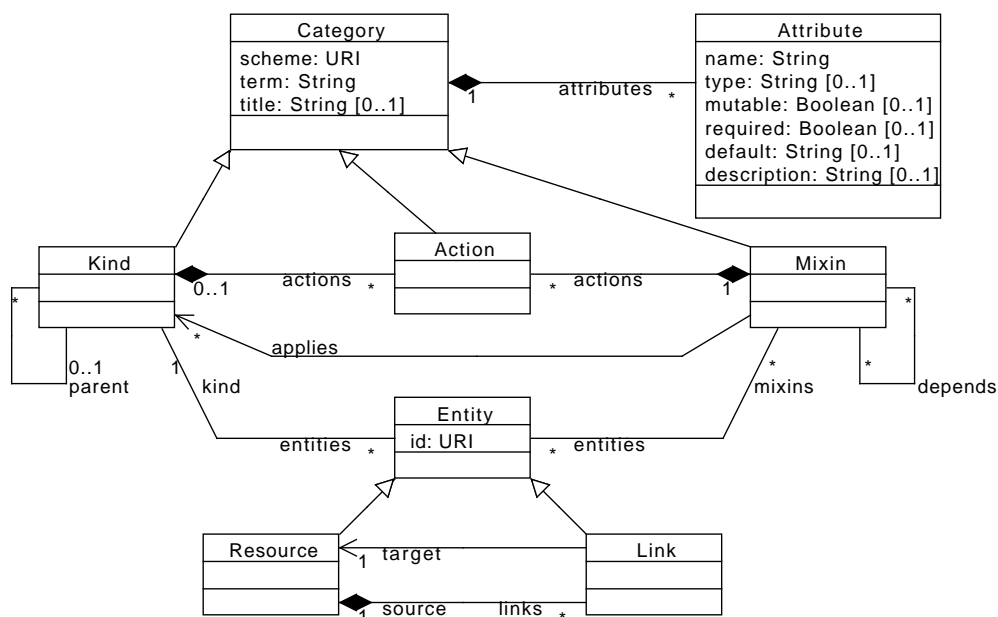 Category
scheme: URI
term: String
title: String [0..1]
Attribute
name: String
type: String [0..1]
mutable: Boolean [0..1]
required: Boolean [0..1]
default: String [0..1]
description: String [0..1]
1 attributes *
Kind
Action
Mixin
0..1 actions *
* actions 1
*
0..1
parent
* applies
*
*
depends
1 kind
* mixins
Entity
id: URI
entities *
* entities
Resource
Link
1 target
1 source links *